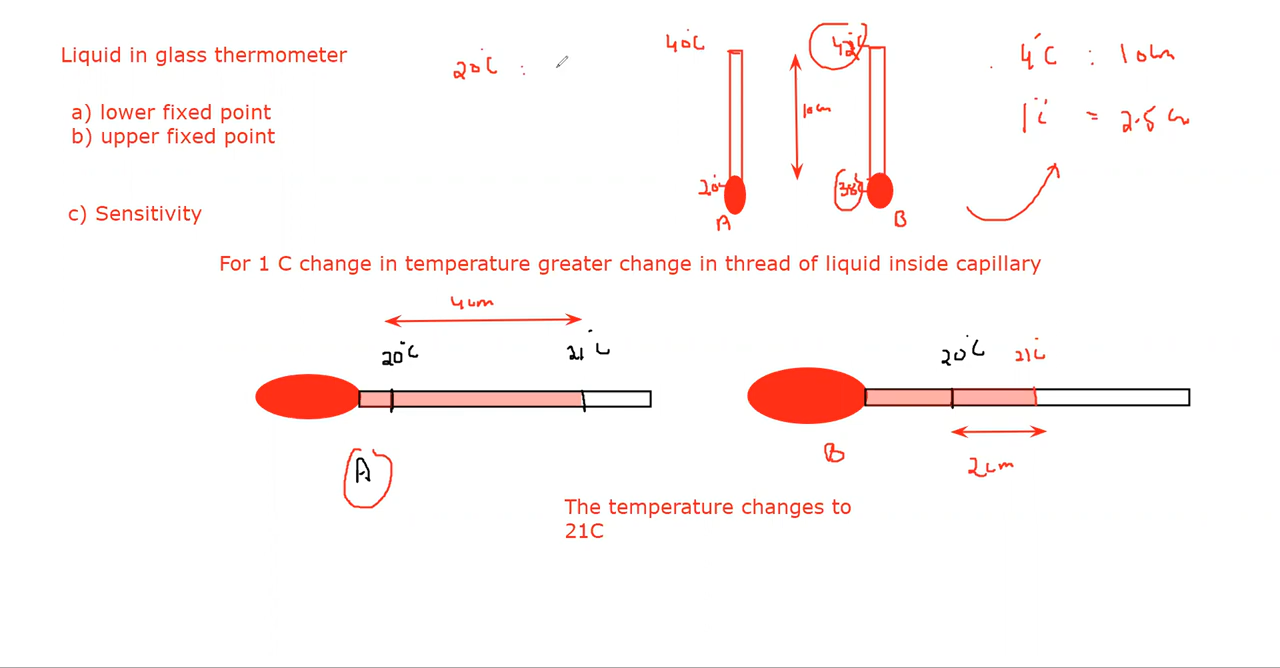 Liquid in glass thermometer
20°C :
a) lower fixed point
b) upper fixed point
c) Sensitivity
40°C
20°
A
10cm
42°C
38°C
B
4°C : 10cm
1°C = 2.5 cm
For 1 C change in temperature greater change in thread of liquid inside capillary
4cm
20°C
21°C
A
20°C
21°C
B
2cm
The temperature changes to
21C